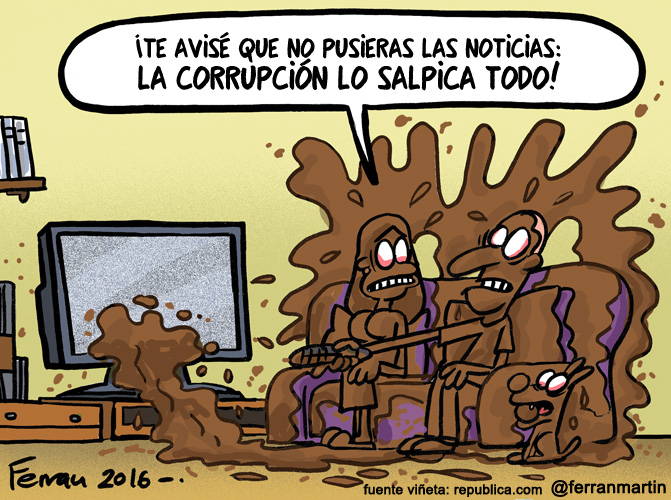 ¡TE AVISÉ QUE NO PUSIERAS LAS NOTICIAS:
LA CORRUPCIÓN LO SALPICA TODO!
Ferran 2016
fuente viñeta: republica.com @ferranmartin